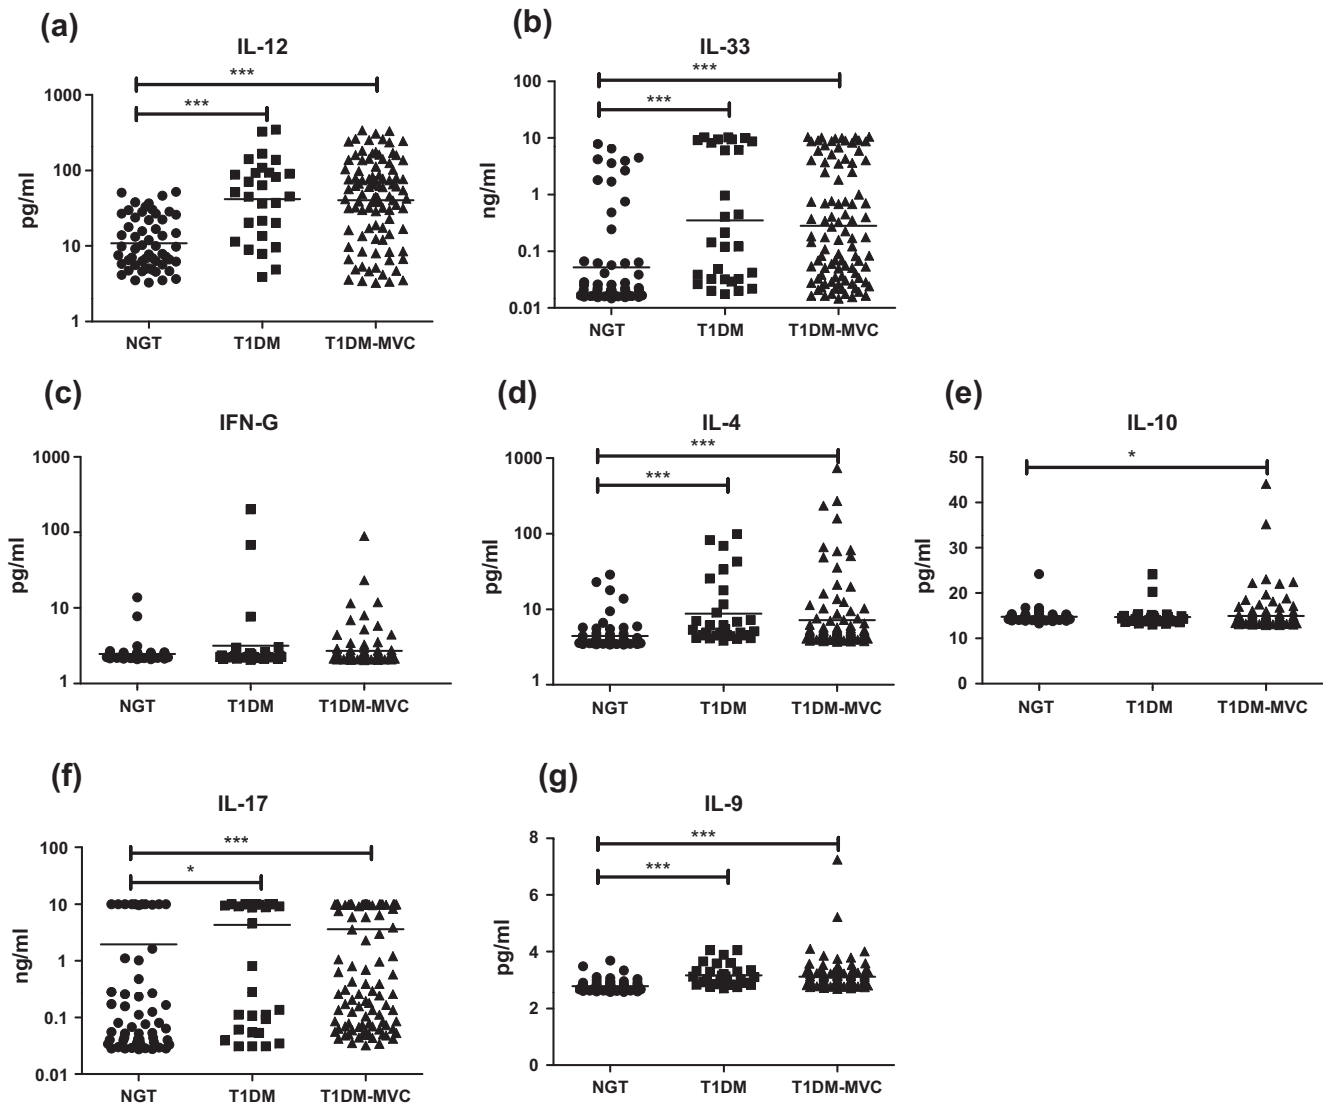 (a)
IL-12
***
***
1000
100
10
1
pg/ml
NGT T1DM T1DM-MVC
(b)
IL-33
***
***
100
10
1
0.1
0.01
ng/ml
NGT T1DM T1DM-MVC
(c)
IFN-G
1000
100
10
1
pg/ml
NGT T1DM T1DM-MVC
(d)
IL-4
***
***
1000
100
10
1
pg/ml
NGT T1DM T1DM-MVC
(e)
IL-10
*
50
40
30
20
10
0
pg/ml
NGT T1DM T1DM-MVC
(f)
IL-17
***
*
100
10
1
0.1
0.01
ng/ml
NGT T1DM T1DM-MVC
(g)
IL-9
***
***
8
6
4
2
0
pg/ml
NGT T1DM T1DM-MVC